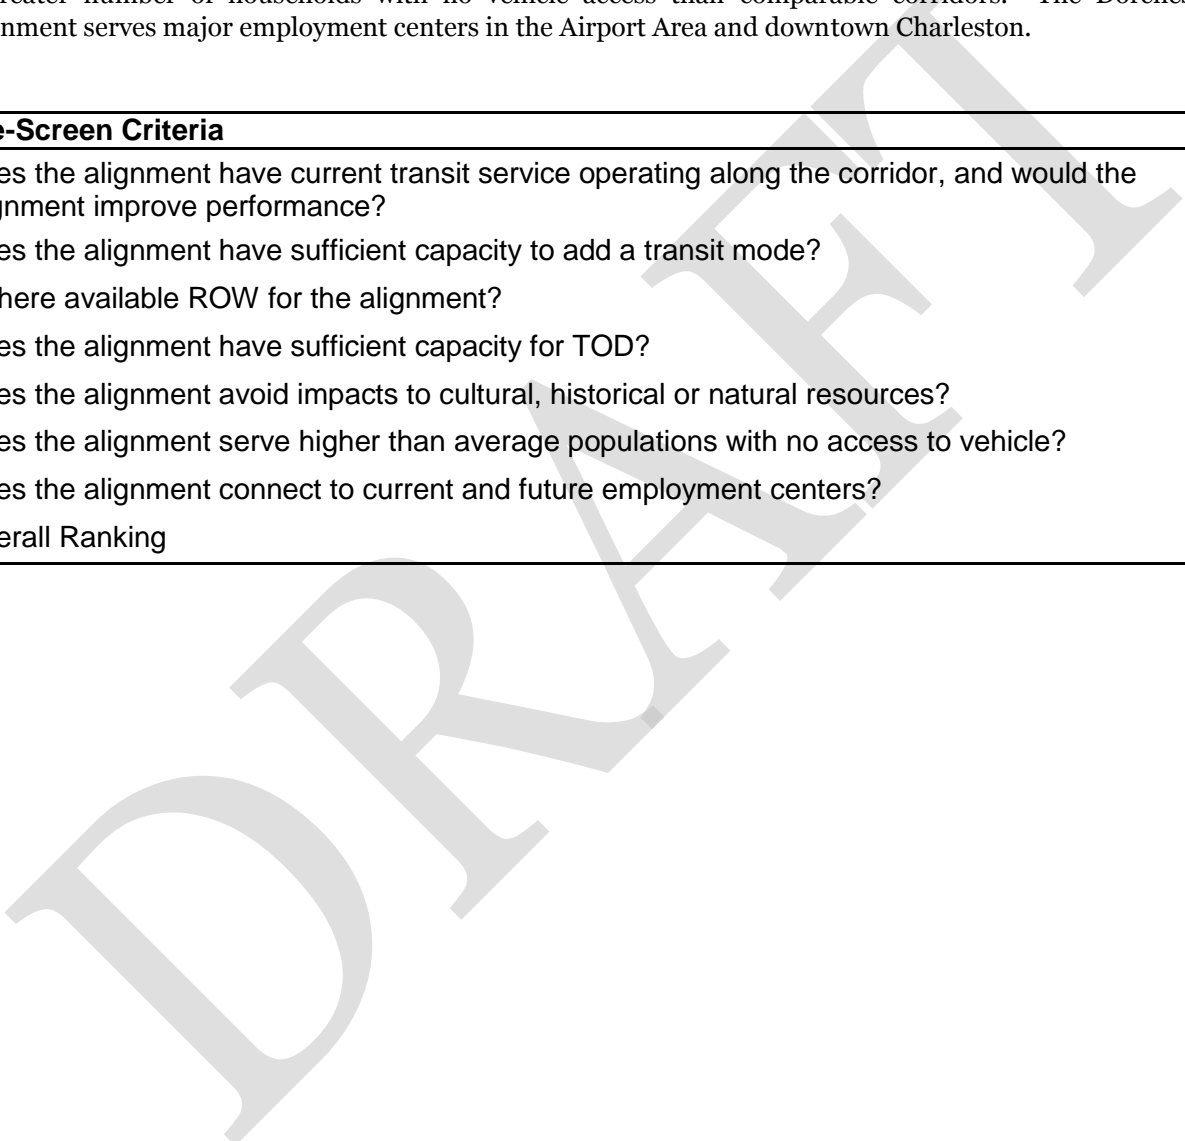 number of households with no vehicle access than comparable corridors. The
nment serves major employment centers in the Airport Area and downtown Charleston.
e-Screen Criteria
es the alignment have current transit service operating along the corridor, and would the
gnment improve performance?
es the alignment have sufficient capacity to add a transit mode?
here available ROW for the alignment?
es the alignment have sufficient capacity for TOD?
es the alignment avoid impacts to cultural, historical or natural resources?
es the alignment serve higher than average populations with no access to vehicle?
es the alignment connect to current and future employment centers?
erall Ranking
DRAFT